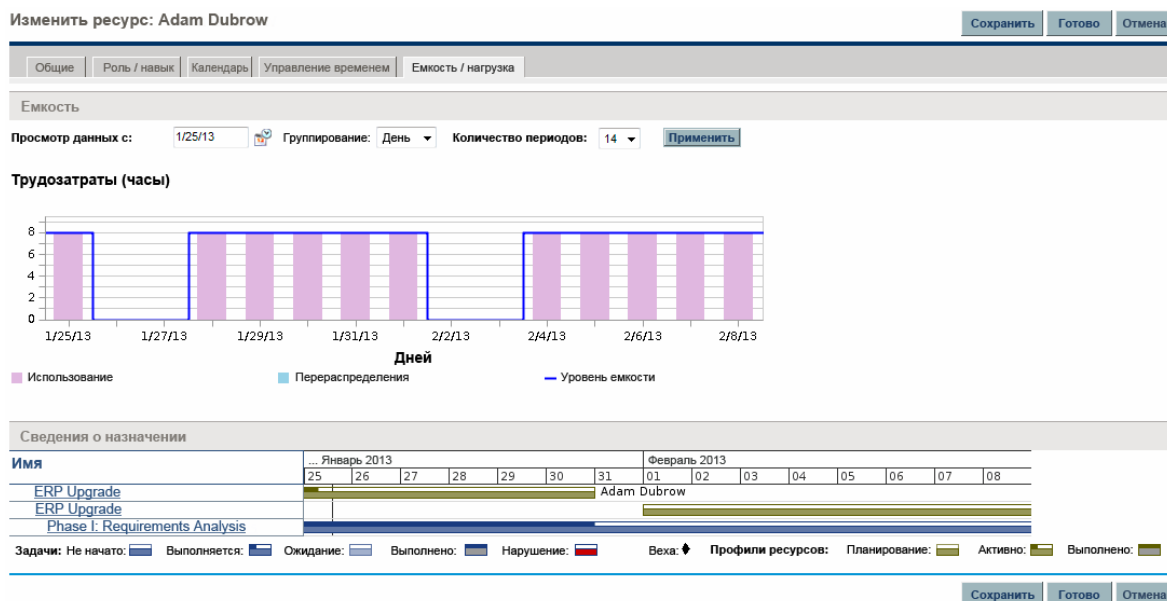 Изменить ресурс: Adam Dubrow
Сохранить Готово Отмена
Общие Роль / навык Календарь Управление временем Емкость / нагрузка
Емкость
Просмотр данных с: 1/25/13 Группирование: День Количество периодов: 14 Применить
Трудозатраты (часы)
8
6
4
2
0
1/25/13 1/27/13 1/29/13 1/31/13 2/2/13 2/4/13 2/6/13 2/8/13
Дней
Использование Перераспределения Уровень емкости
Сведения о назначении
Имя ... Январь 2013 Февраль 2013
25 26 27 28 29 30 31 01 02 03 04 05 06 07 08
ERP Upgrade Adam Dubrow
ERP Upgrade
Phase I: Requirements Analysis
Задачи: Не начато: Выполняется: Ожидание: Выполнено: Нарушение: Веха: Профили ресурсов: Планирование: Активно: Выполнено:
Сохранить Готово Отмена